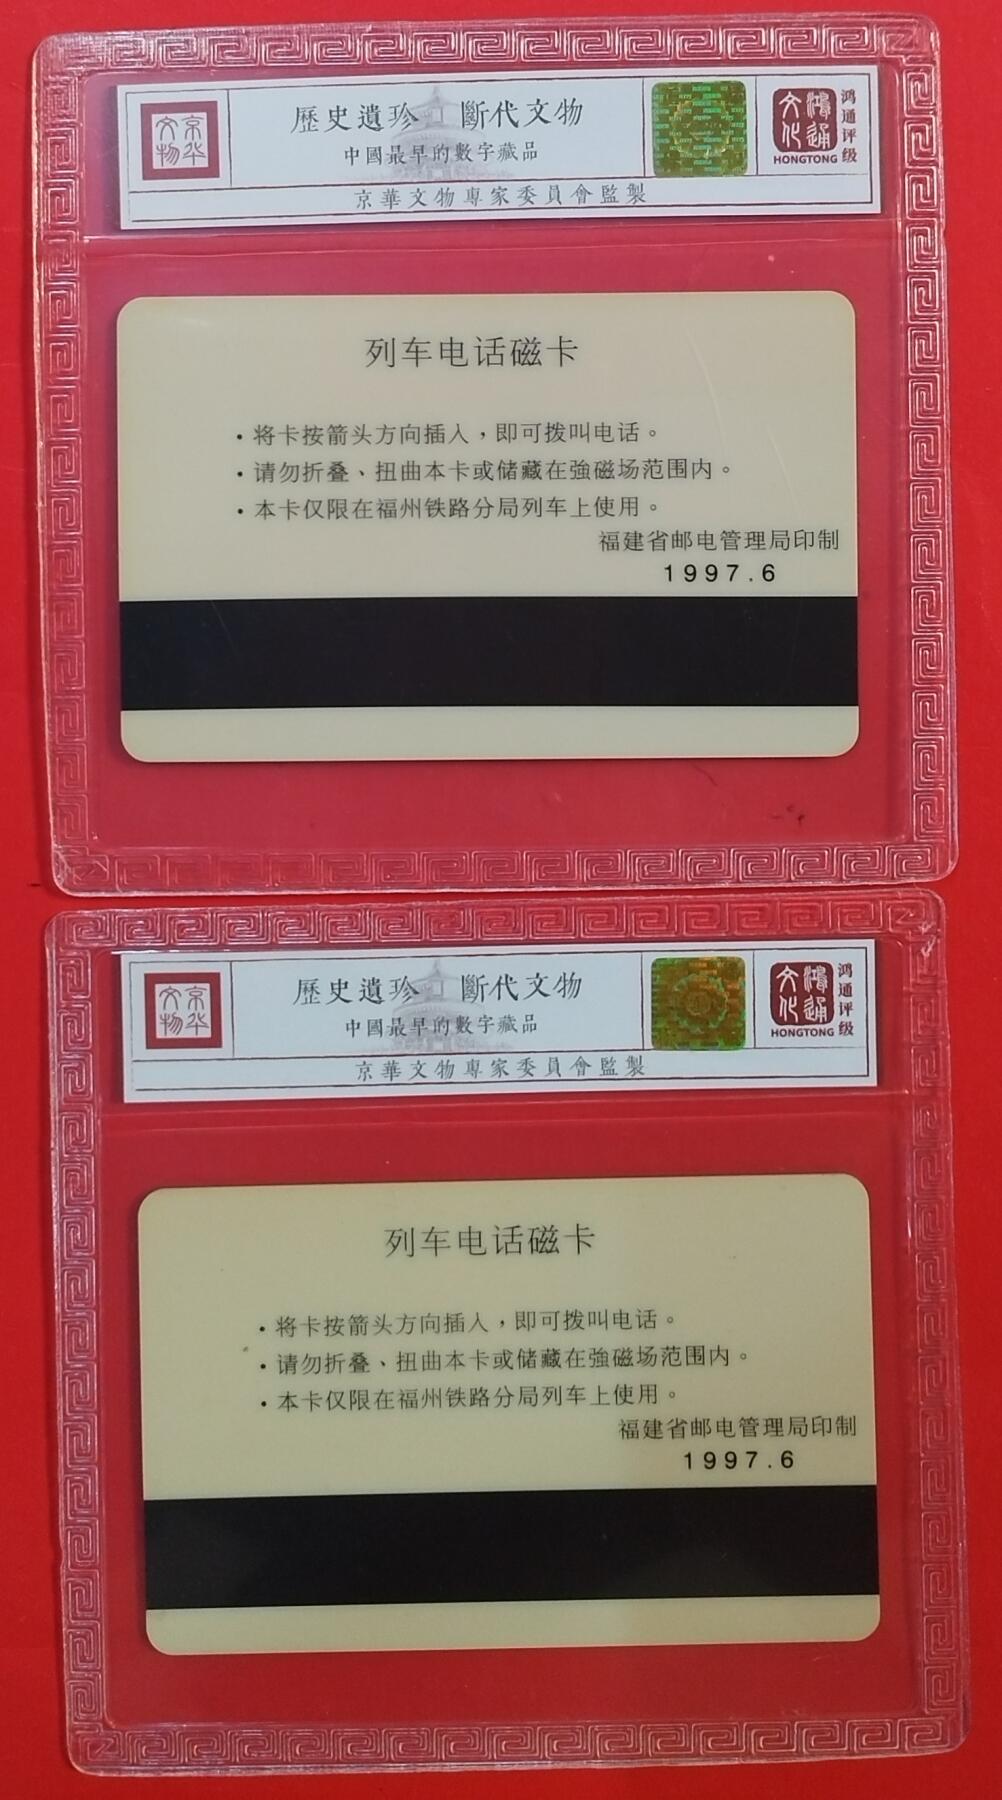 京华
文物
歷史遺珍 斷代文物
中國最早的數字藏品
京華文物專家委員會監製
鸿通
文化
HONGTONG
鸿通评级
列车电话磁卡
·将卡按箭头方向插入，即可拨叫电话。
·请勿折叠、扭曲本卡或储藏在強磁场范围内。
·本卡仅限在福州铁路分局列车上使用。
福建省邮电管理局印制
1997.6
京华
文物
歷史遺珍 斷代文物
中國最早的數字藏品
京華文物專家委員會監製
鸿通
文化
HONGTONG
鸿通评级
列车电话磁卡
·将卡按箭头方向插入，即可拨叫电话。
·请勿折叠、扭曲本卡或储藏在強磁场范围内。
·本卡仅限在福州铁路分局列车上使用。
福建省邮电管理局印制
1997.6